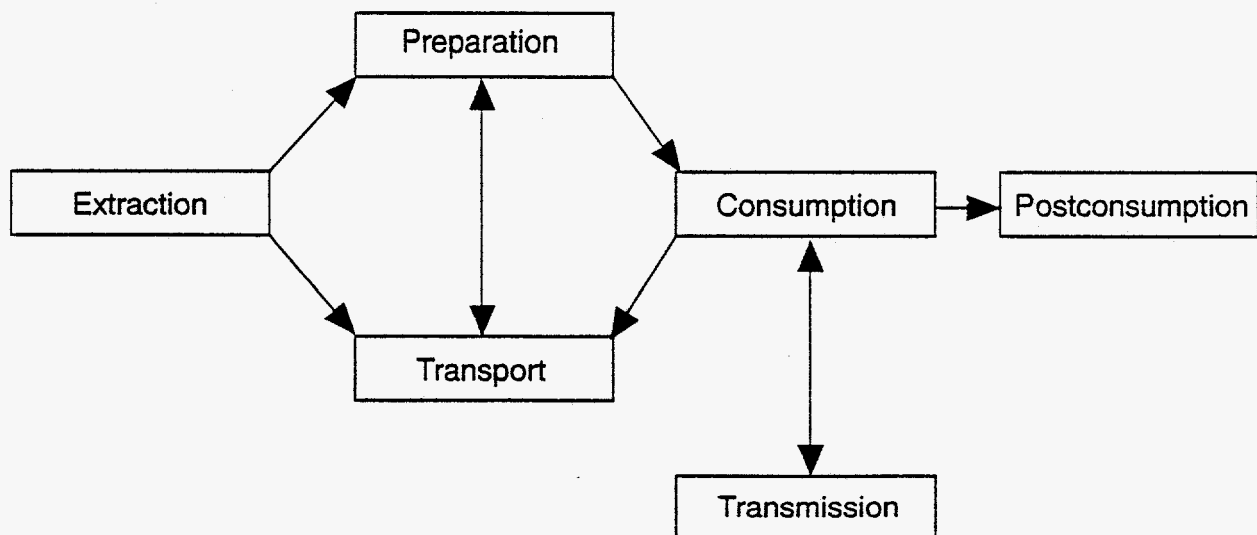 Preparation
Extraction
Consumption
Postconsumption
Transport
Transmission